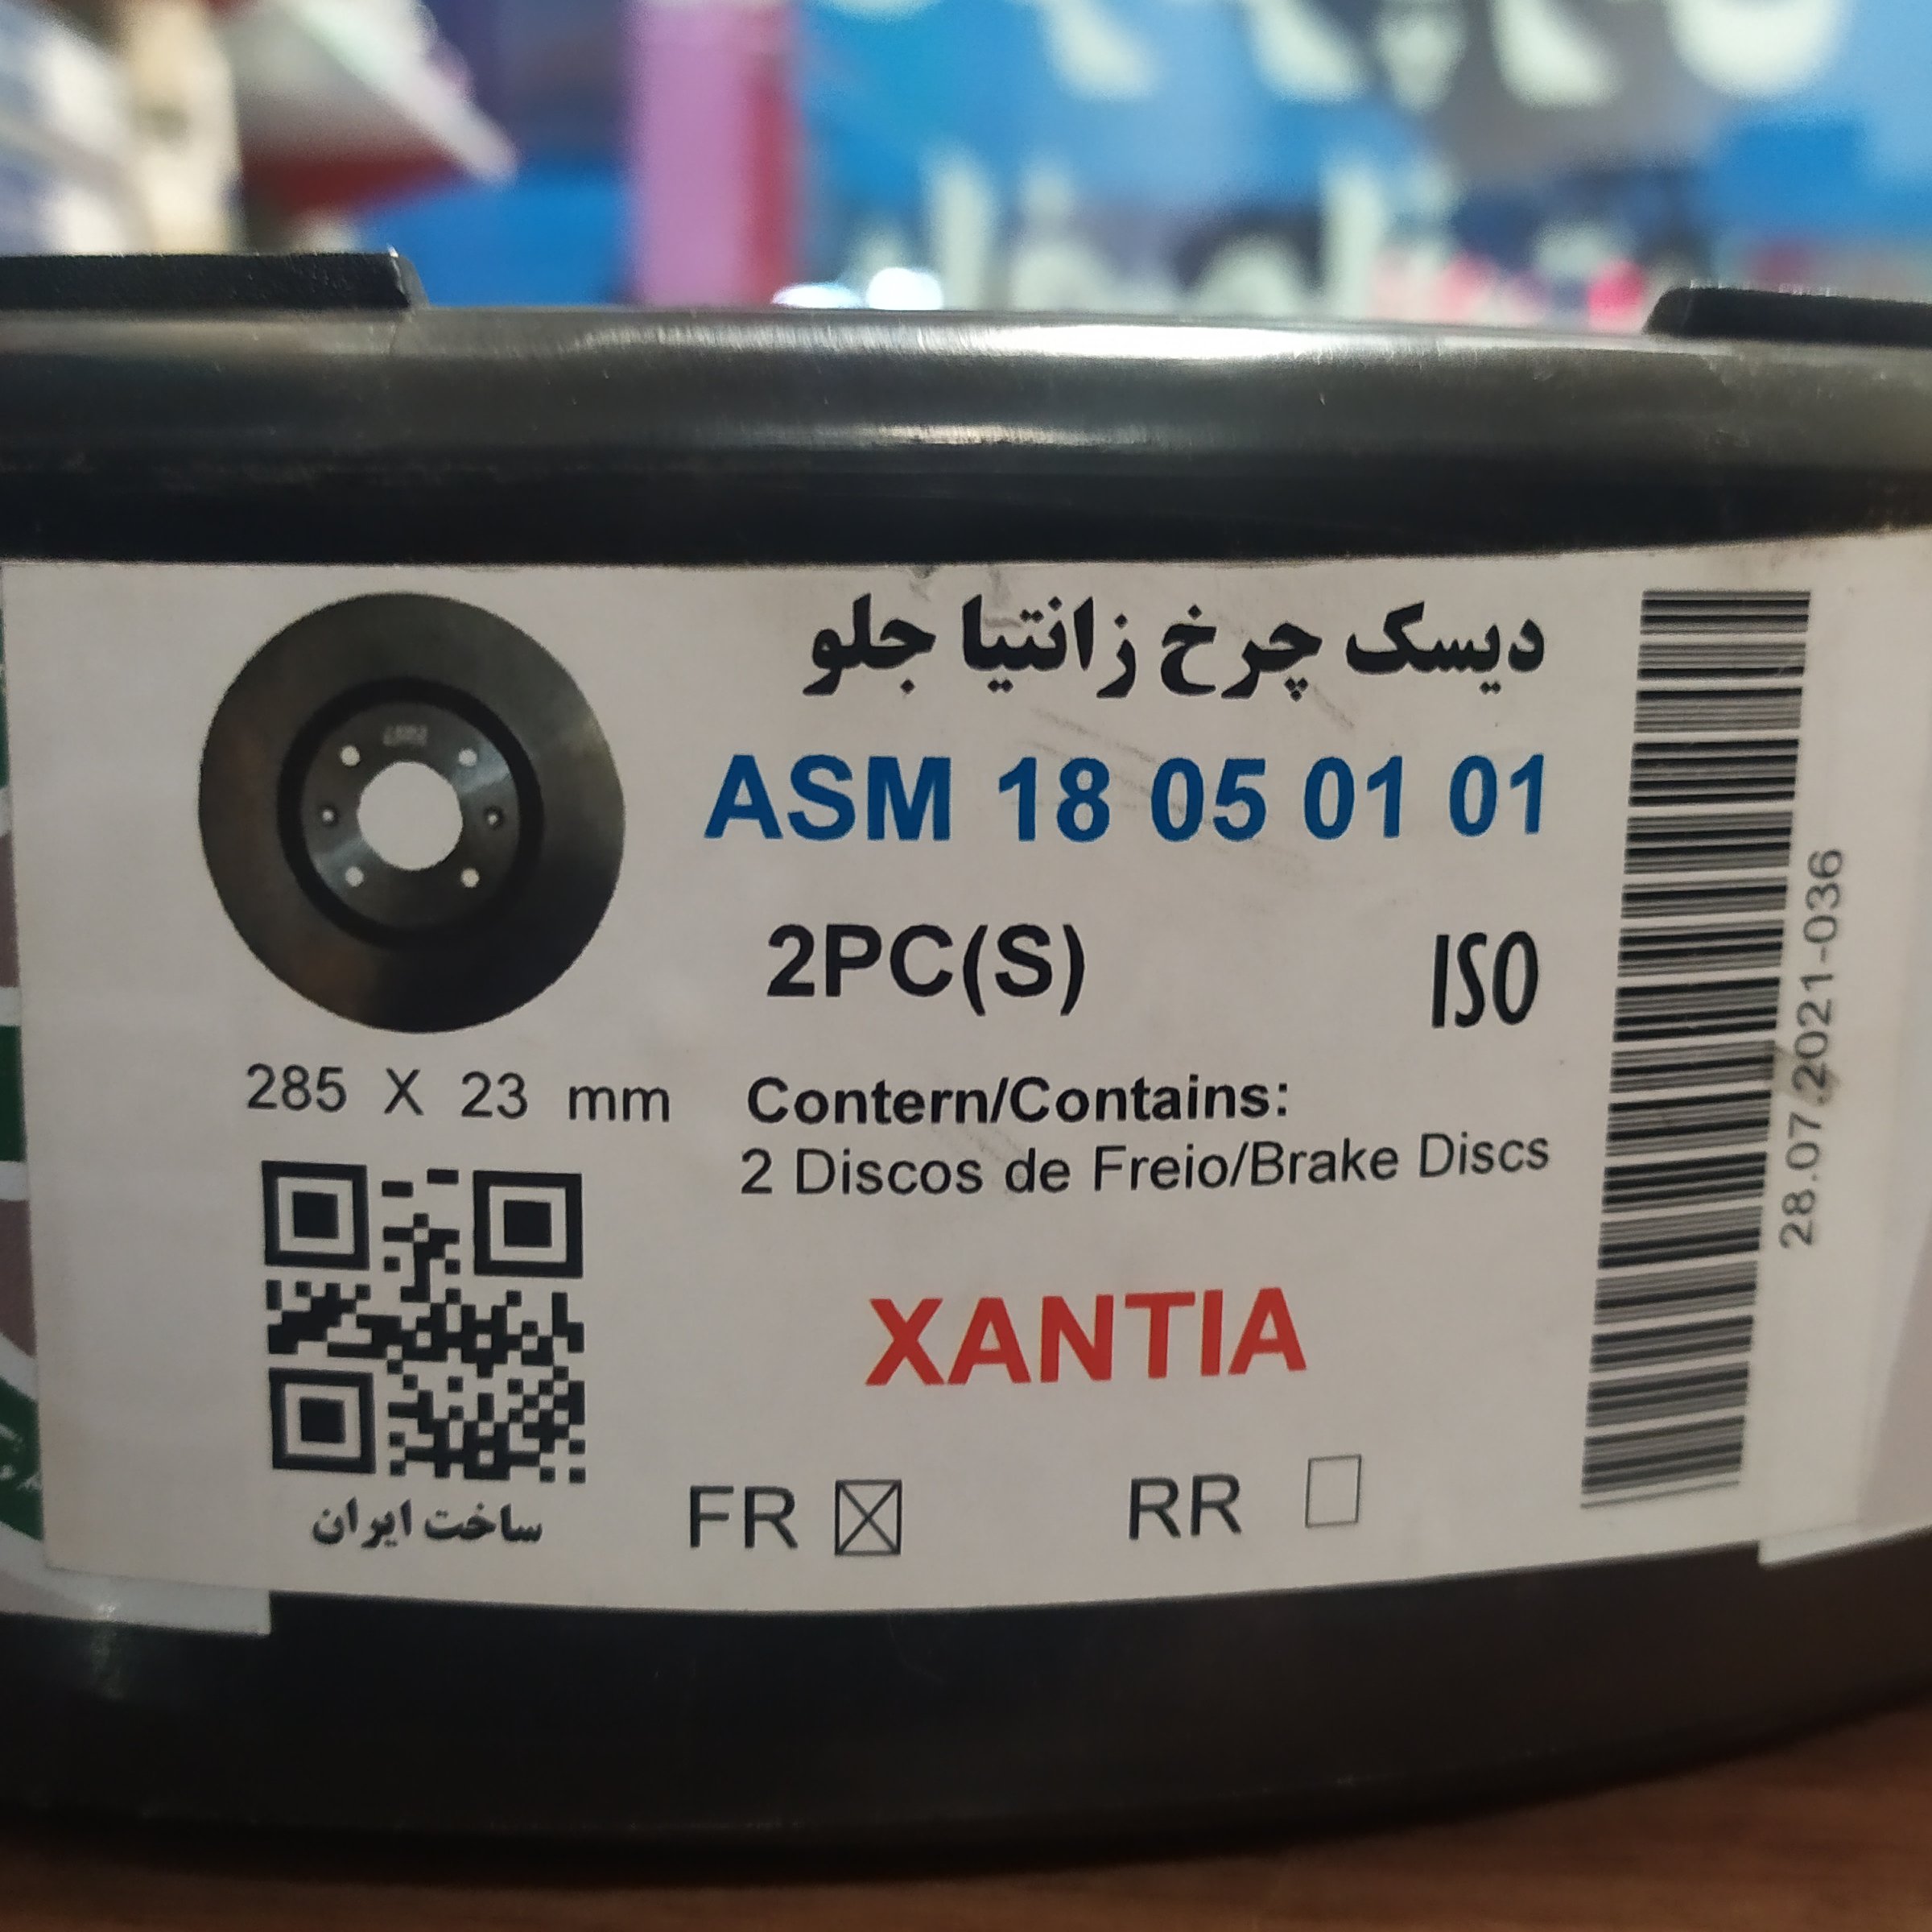 دیسک چرخ زانتیا جلو
ASM 18 05 01 01
2PC(S)
ISO
285 X 23 mm
Contern/Contains:
2 Discos de Freio/Brake Discs
XANTIA
ساخت ایران
FR
RR
28.07.2021-036